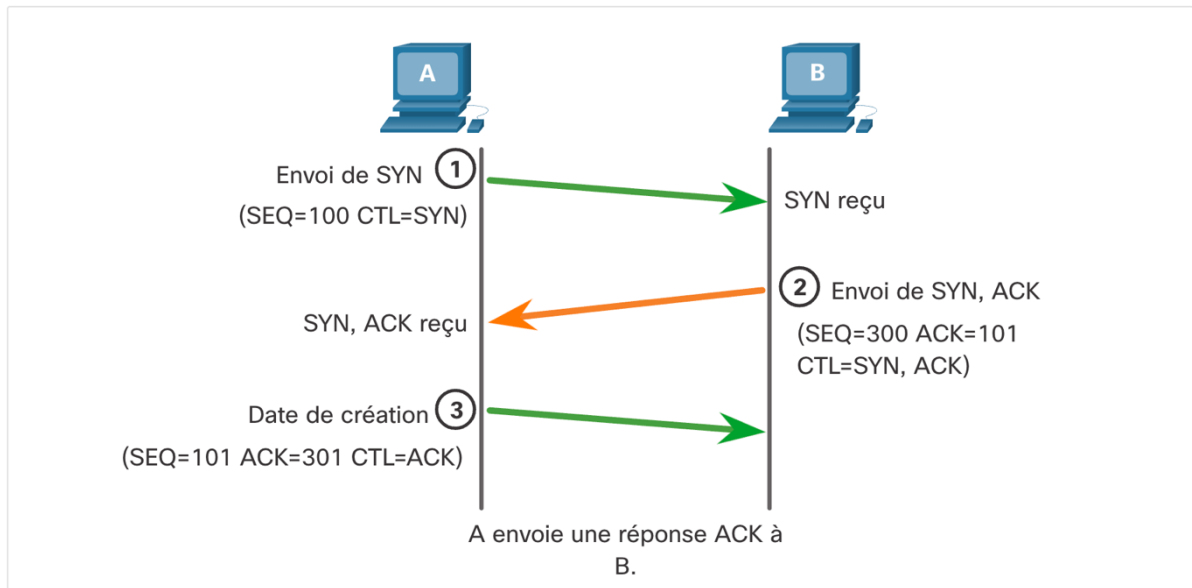 A
B
Envoi de SYN 1
(SEQ=100 CTL=SYN)
SYN reçu
2 Envoi de SYN, ACK
SYN, ACK reçu
(SEQ=300 ACK=101
CTL=SYN, ACK)
Date de création 3
(SEQ=101 ACK=301 CTL=ACK)
A envoie une réponse ACK à
B.